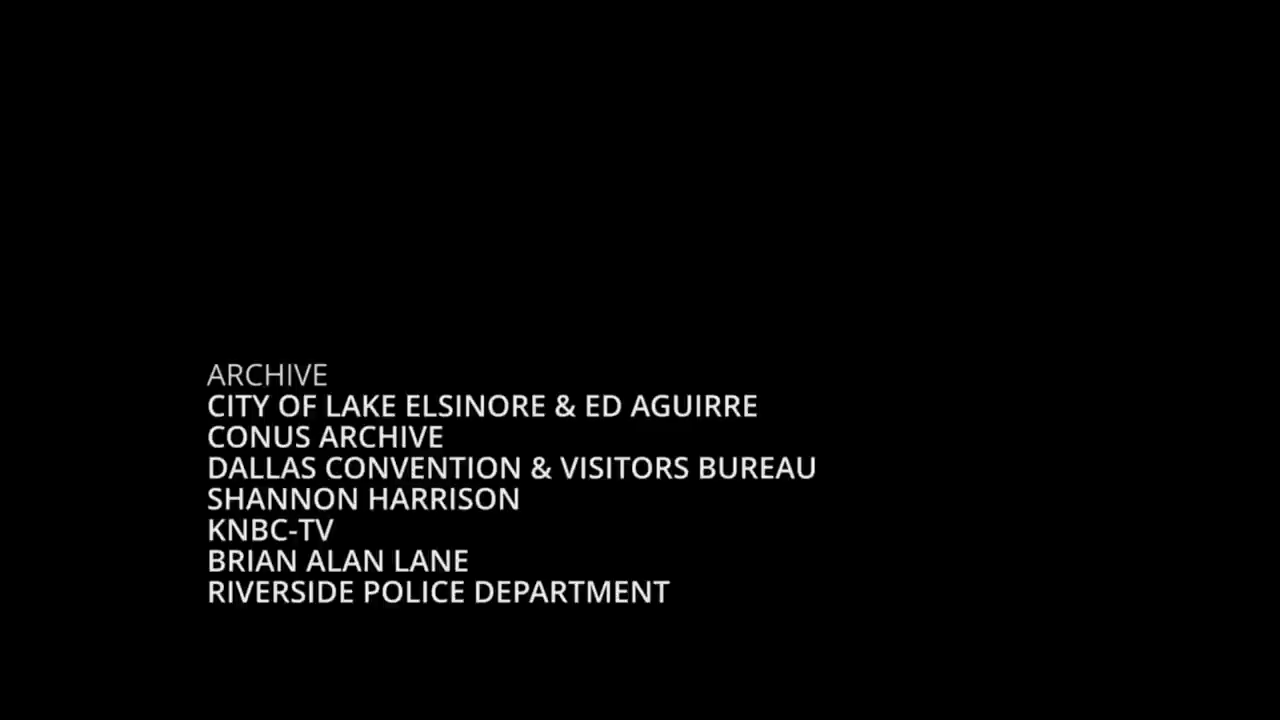 ARCHIVE
CITY OF LAKE ELSINORE & ED AGUIRRE
CONUS ARCHIVE
DALLAS CONVENTION & VISITORS BUREAU
SHANNON HARRISON
KNBC-TV
BRIAN ALAN LANE
RIVERSIDE POLICE DEPARTMENT